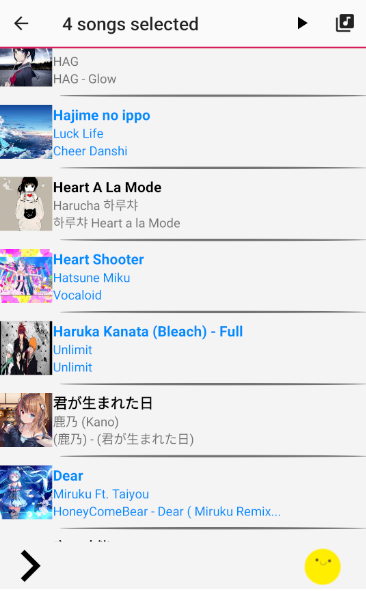 4 songs selected
HAG
HAG - Glow
Hajime no ippo
Luck Life
Cheer Danshi
Heart A La Mode
Harucha 하루챠
하루챠 Heart a la Mode
Heart Shooter
Hatsune Miku
Vocaloid
Haruka Kanata (Bleach) - Full
Unlimit
Unlimit
君が生まれた日
鹿乃 (Kano)
(鹿乃) - (君が生まれた日)
Dear
Miruku Ft. Taiyou
HoneyComeBear - Dear ( Miruku Remix...